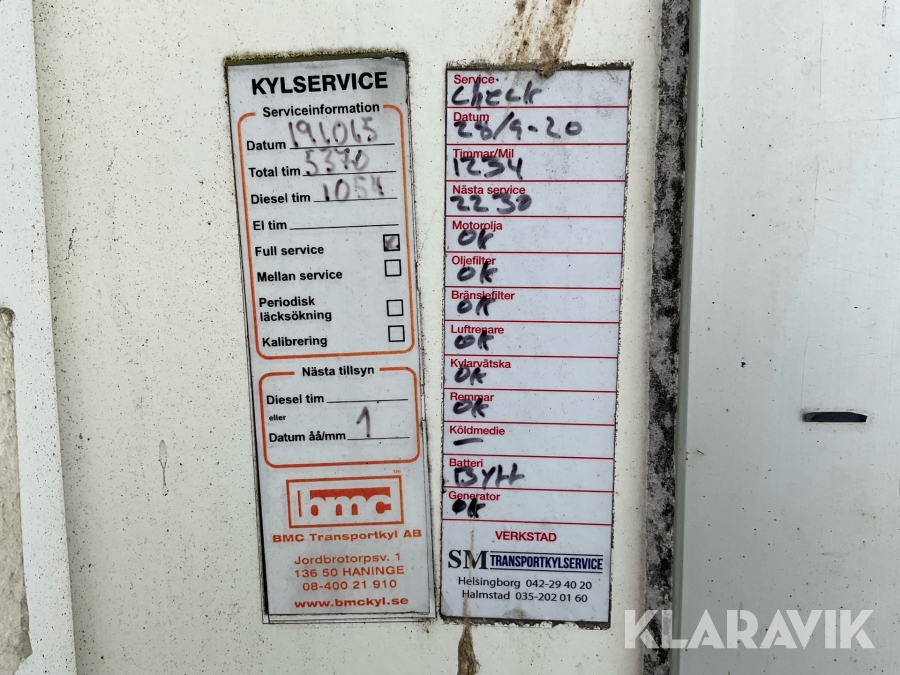 KYLSERVICE
Serviceinformation
Datum 191015
Total tim 5370
Diesel tim 1054
El tim
Full service
Mellan service
Periodisk
läcksökning
Kalibrering
Nästa tillsyn
Diesel tim
eller
Datum åå/mm 1
bmc
BMC Transportkyl AB
Jordbrotorpsv. 1
136 50 HANINGE
08-400 21 910
www.bmckyl.se
Service
Check
Datum
28/9-20
Timmar/Mil
1234
Nästa service
2230
Motorolja
OK
Oljefilter
OK
Bränslefilter
OK
Luftrenare
OK
Kylarvätska
OK
Remmar
OK
Köldmedie
—
Batteri
Bytt
Generator
OK
VERKSTAD
SM TRANSPORTKYLSERVICE
Helsingborg 042-29 40 20
Halmstad 035-202 01 60
KLARAVIK